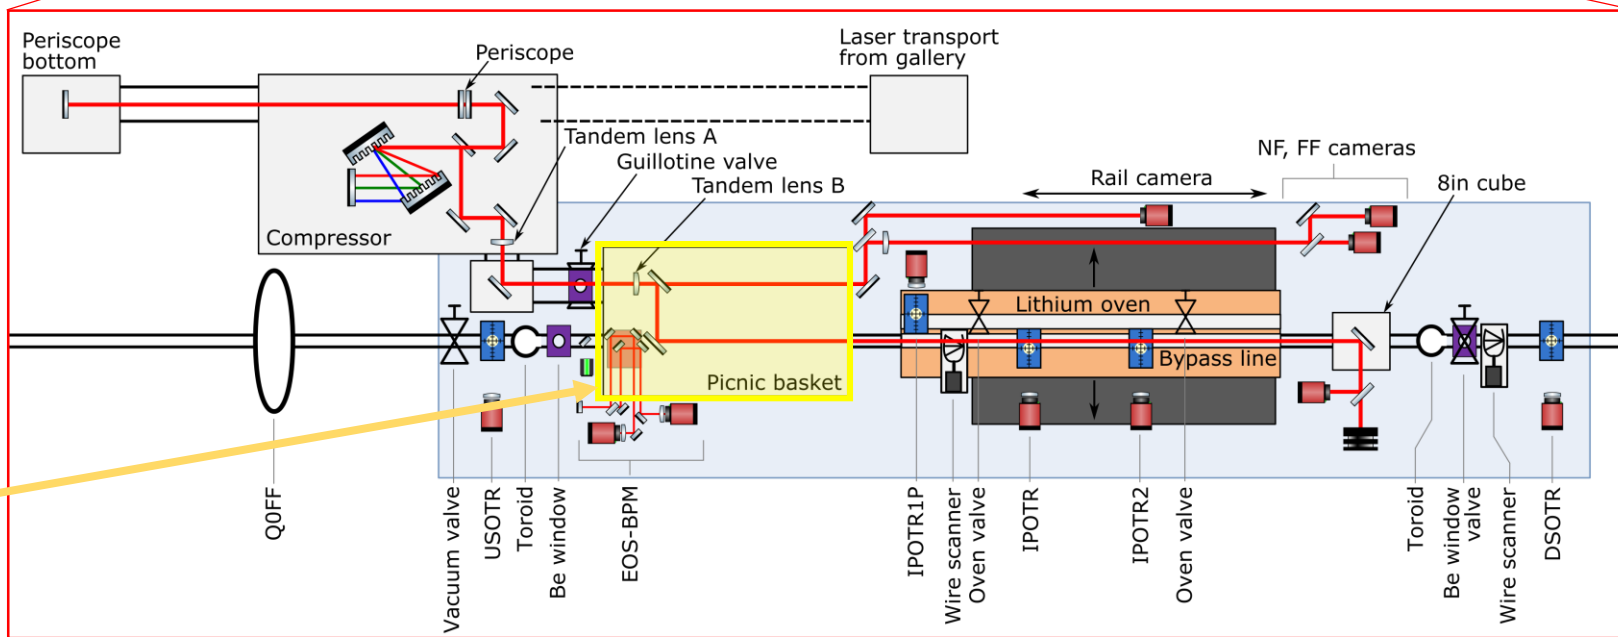 Periscope
bottom
Periscope
Laser transport
from gallery
Tandem lens A
Guillotine valve
Tandem lens B
NF, FF cameras
Rail camera
8in cube
Compressor
Lithium oven
Bypass line
Picnic basket
Q0FF
Vacuum valve
USOTR
Toroid
Be window
EOS-BPM
IPOTR1P
Wire scanner
Oven valve
IPOTR
IPOTR2
Oven valve
Toroid
Be window
valve
Wire scanner
DSOTR